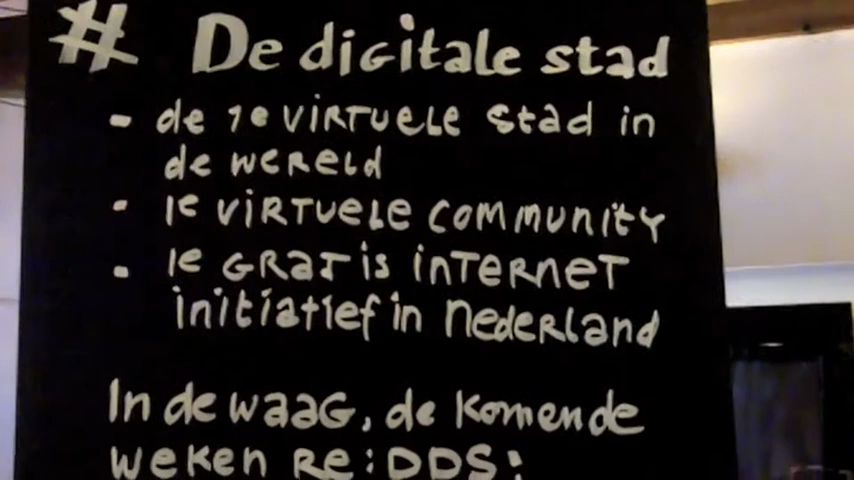 # De digitale stad
- de 1e VIRTUELE stad in
de WERELd
- 1e VIRTUELE COMMUNITY
- 1e GRATIS INTERNET
initiatief in NedERLand
In de waaG, de komende
weken Re:DDS: